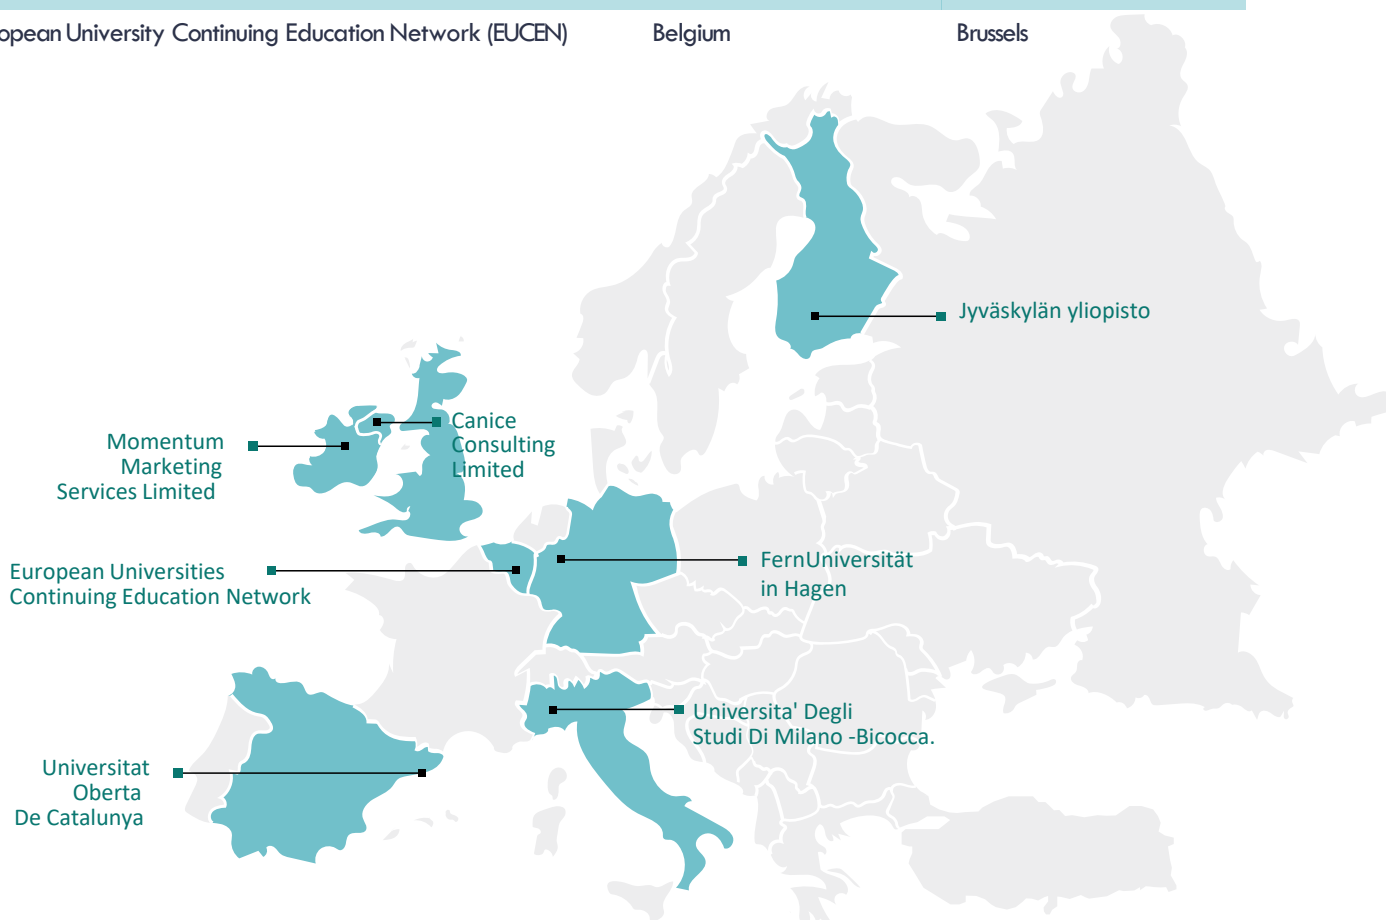 European University Continuing Education Network (EUCEN) Belgium Brussels
Jyväskylän yliopisto
Canice
Consulting
Limited
Momentum
Marketing
Services Limited
FernUniversität
in Hagen
European Universities
Continuing Education Network
Universita' Degli
Studi Di Milano -Bicocca.
Universitat
Oberta
De Catalunya